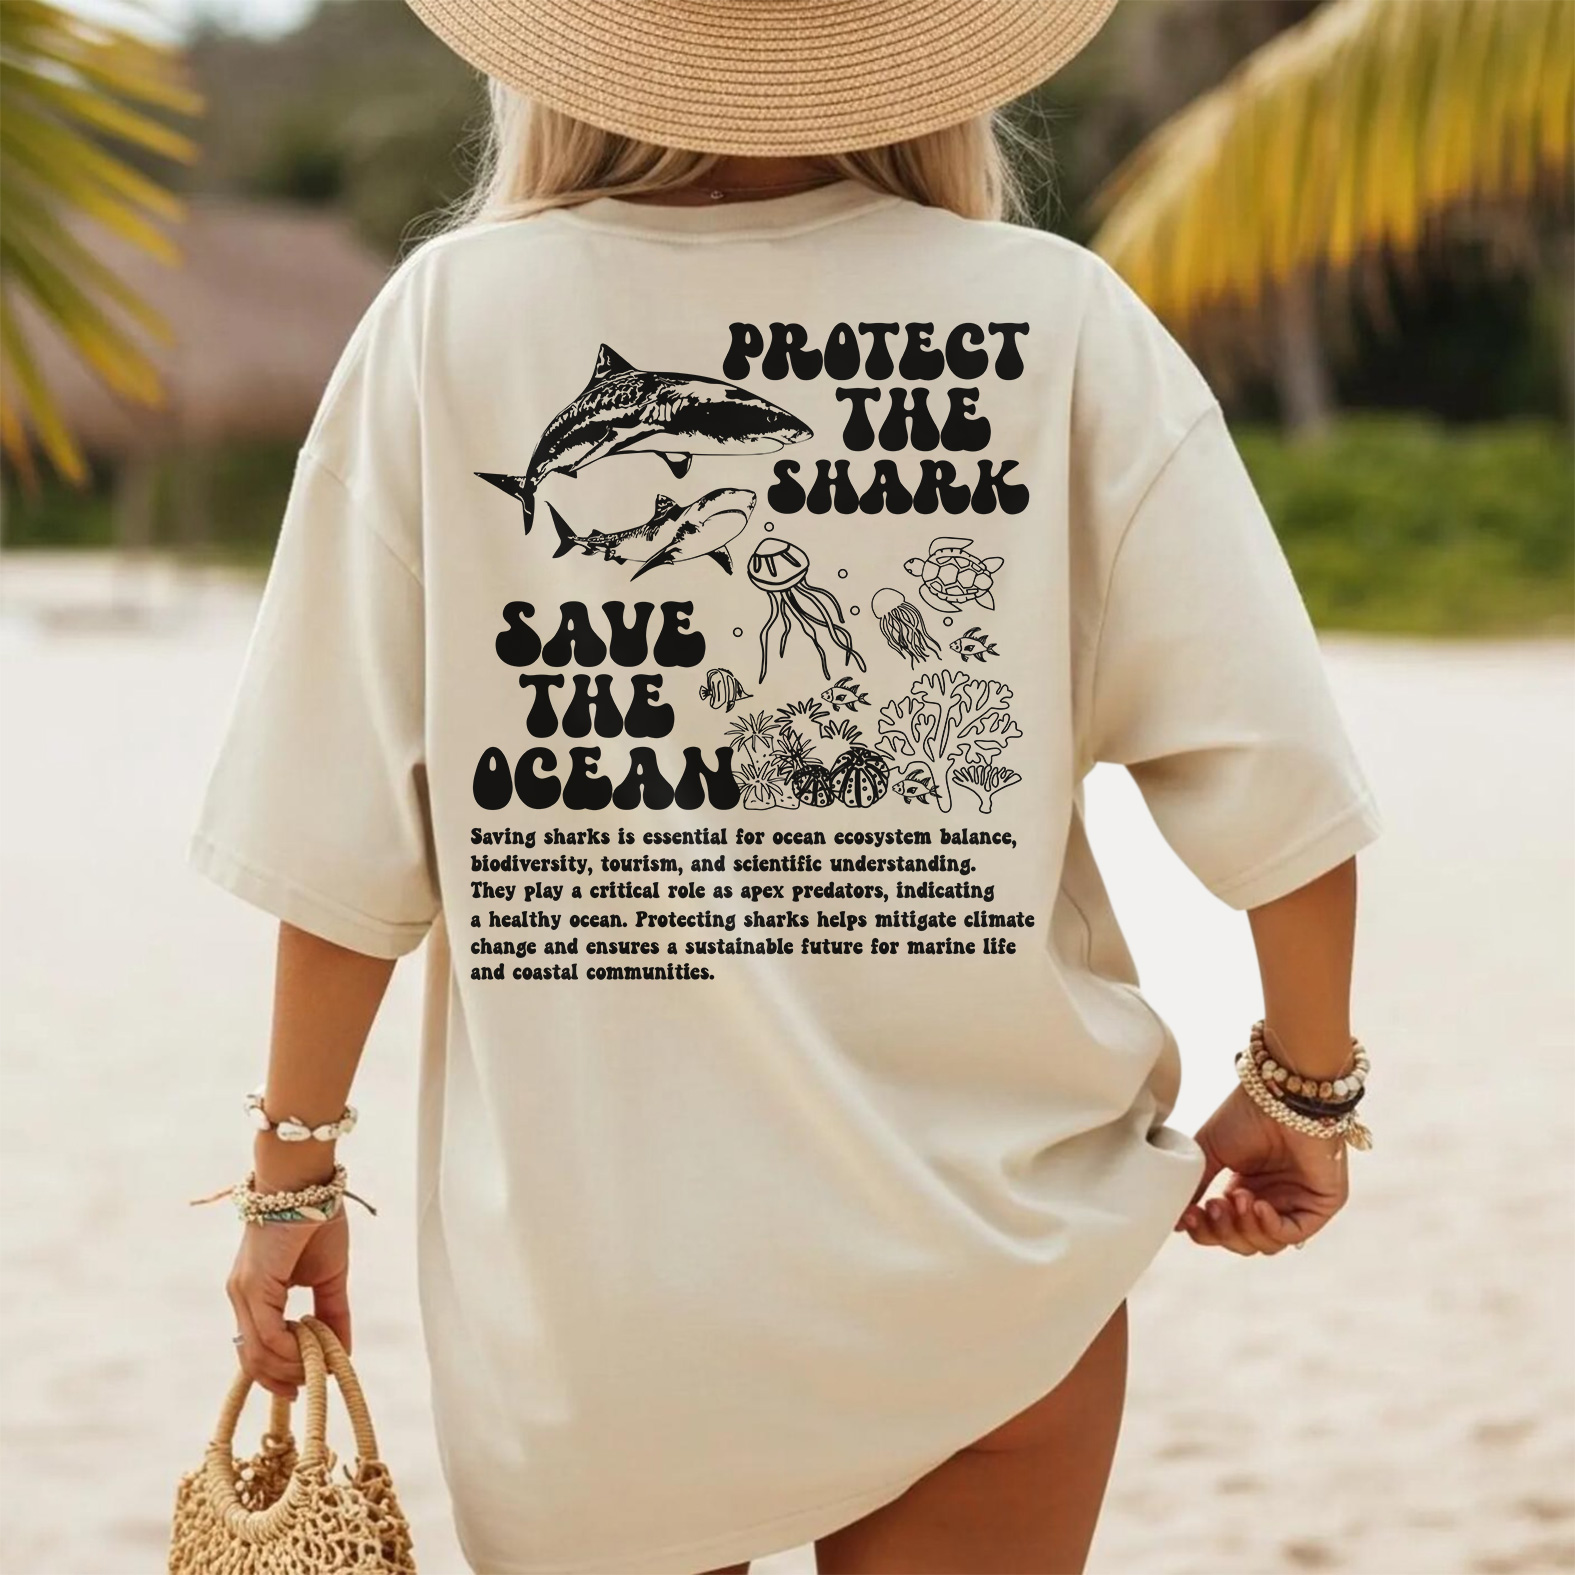 PROTECT
THE
SHARK
SAVE
THE
OCEAN
Saving sharks is essential for ocean ecosystem balance,
biodiversity, tourism, and scientific understanding.
They play a critical role as apex predators, indicating
a healthy ocean. Protecting sharks helps mitigate climate
change and ensures a sustainable future for marine life
and coastal communities.